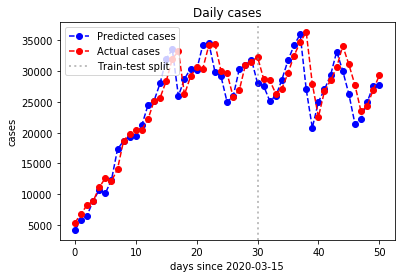 Daily cases
Predicted cases
Actual cases
Train-test split
cases
35000
30000
25000
20000
15000
10000
5000
0 10 20 30 40 50
days since 2020-03-15